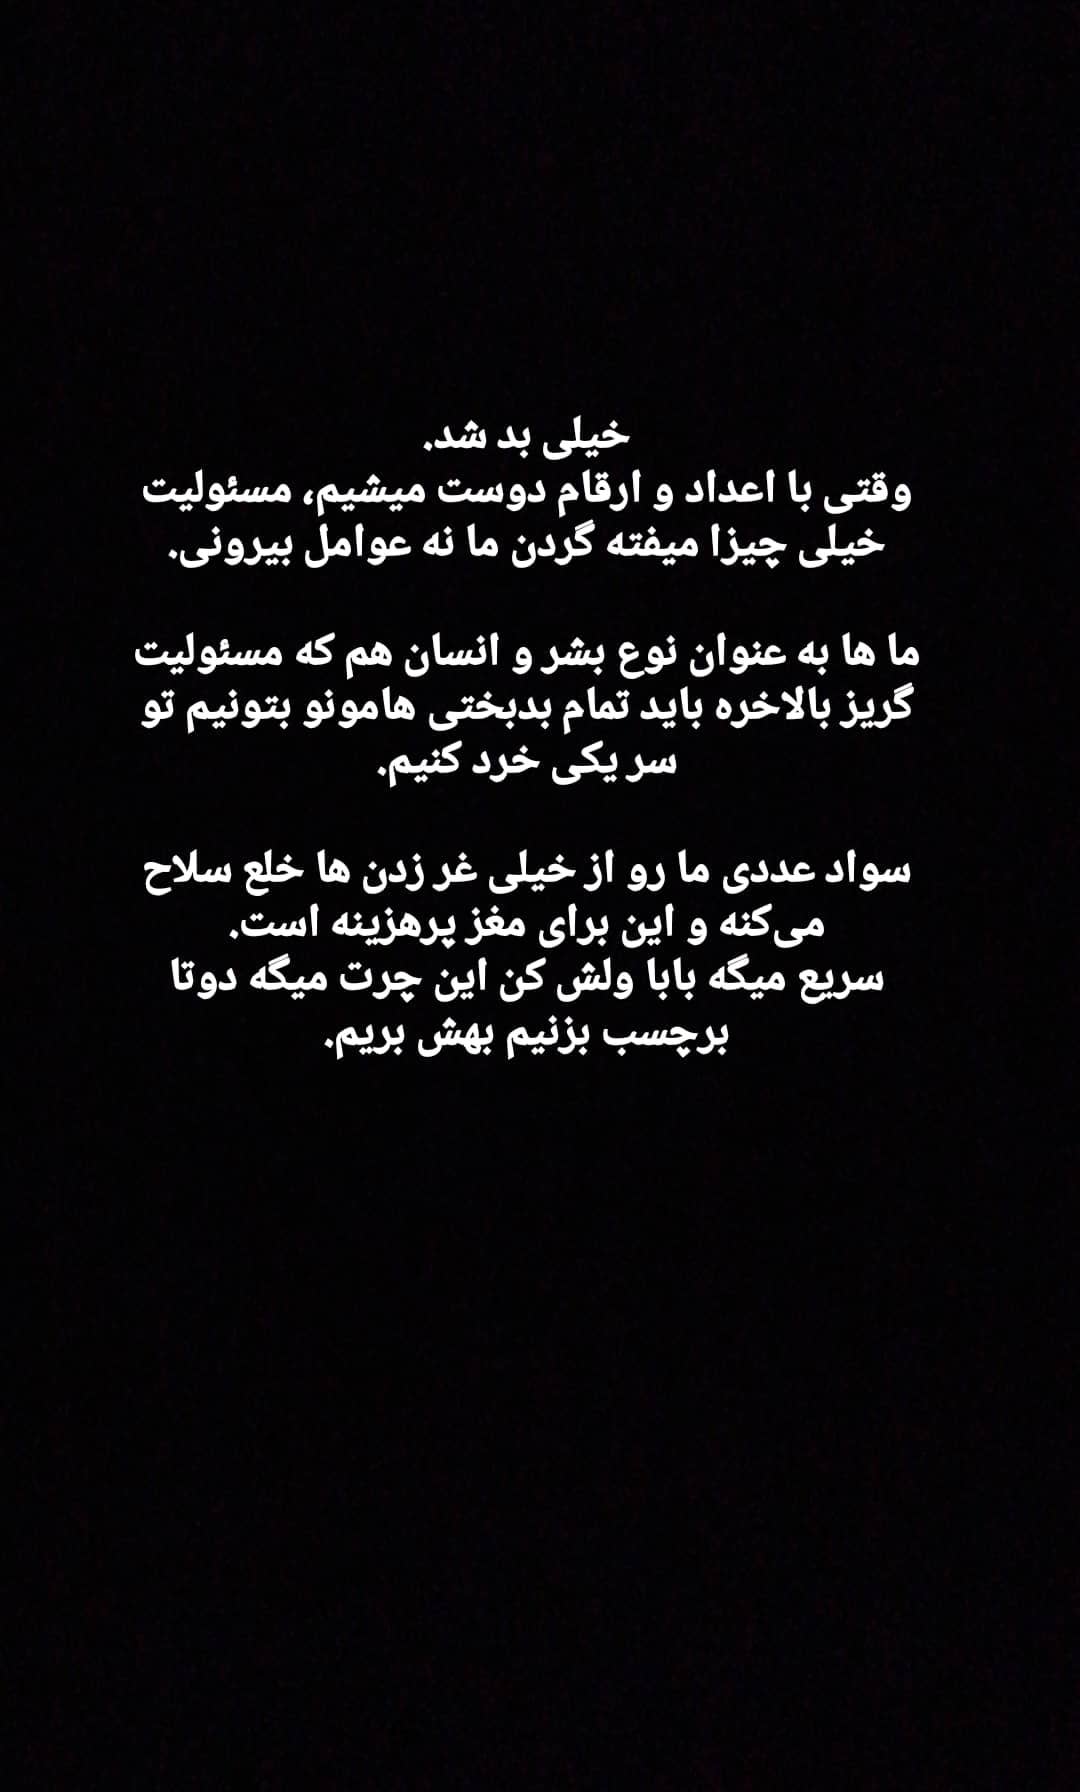 خیلی بد شد.
وقتی با اعداد و ارقام دوست میشیم، مسئولیت
خیلی چیزا میفته گردن ما نه عوامل بیرونی.
ما ها به عنوان نوع بشر و انسان هم که مسئولیت
گریز بالاخره باید تمام بدبختی هامونو بتونیم تو
سر یکی خرد کنیم.
سواد عددی ما رو از خیلی غر زدن ها خلع سلاح
می‌کنه و این برای مغز پرهزینه است.
سریع میگه بابا ولش کن این چرت میگه دوتا
برچسب بزنیم بهش بریم.